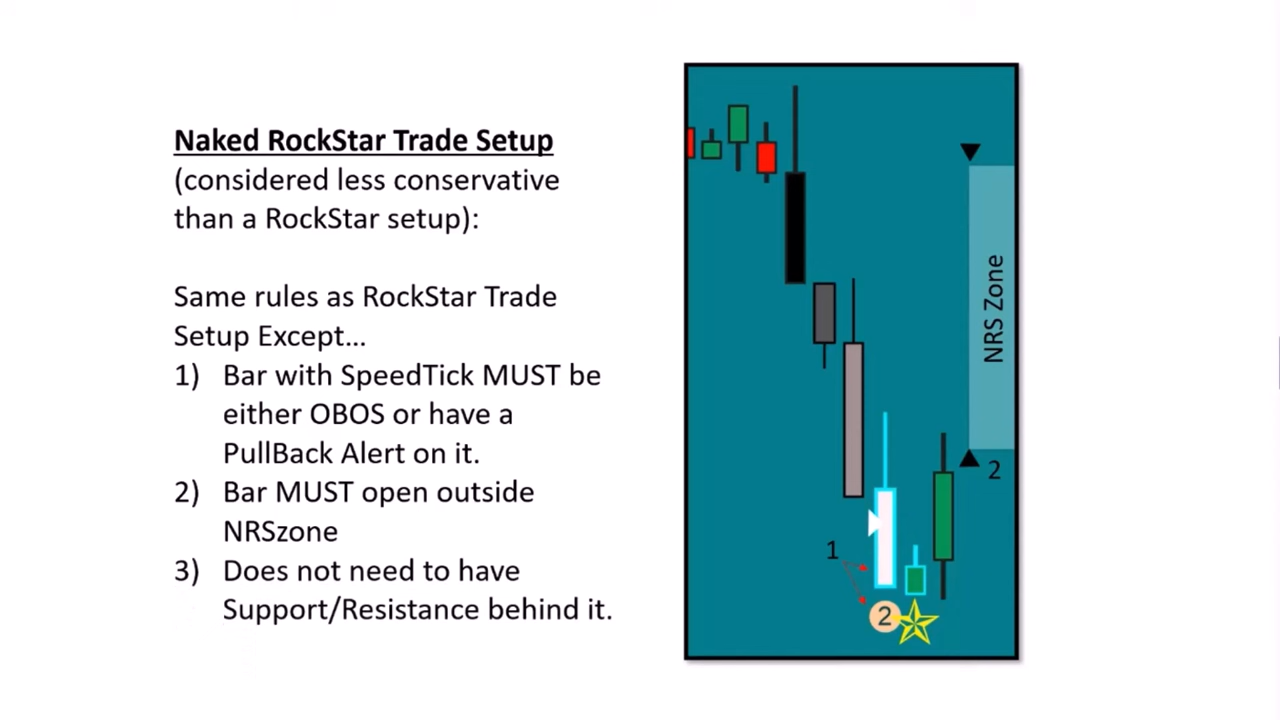 Naked RockStar Trade Setup
(considered less conservative
than a RockStar setup):
Same rules as RockStar Trade
Setup Except...
1) Bar with SpeedTick MUST be
either OBOS or have a
PullBack Alert on it.
2) Bar MUST open outside
NRSzone
3) Does not need to have
Support/Resistance behind it.
NRS Zone
2
1
2